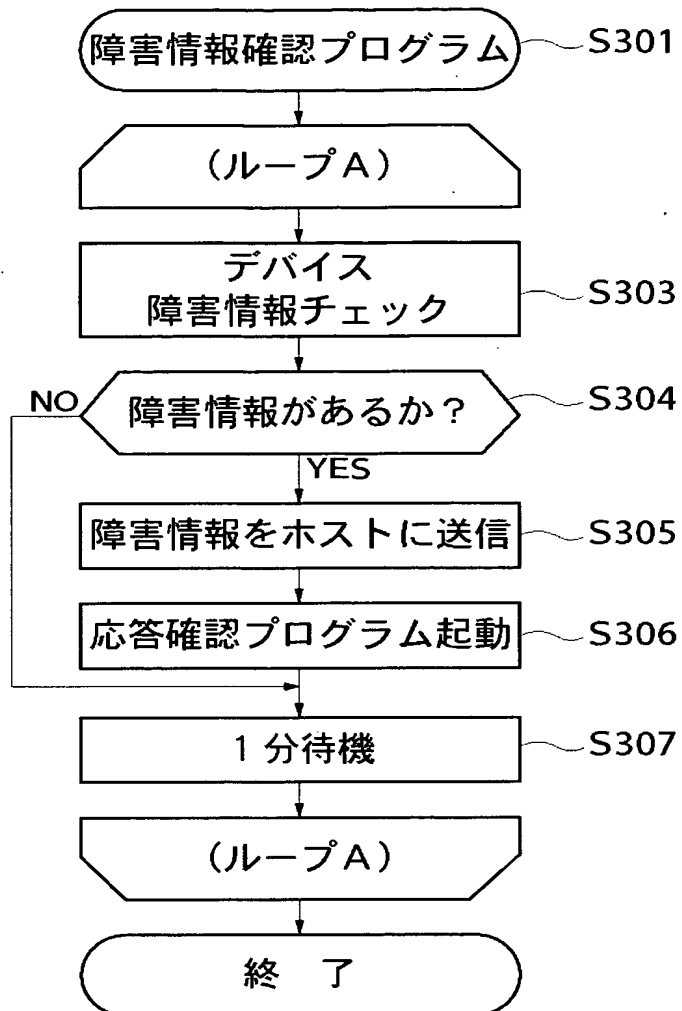 障害情報確認プログラム S301
(ループA)
デバイス
障害情報チェック S303
障害情報があるか? S304
NO
YES
障害情報をホストに送信 S305
応答確認プログラム起動 S306
1分待機 S307
(ループA)
終 了